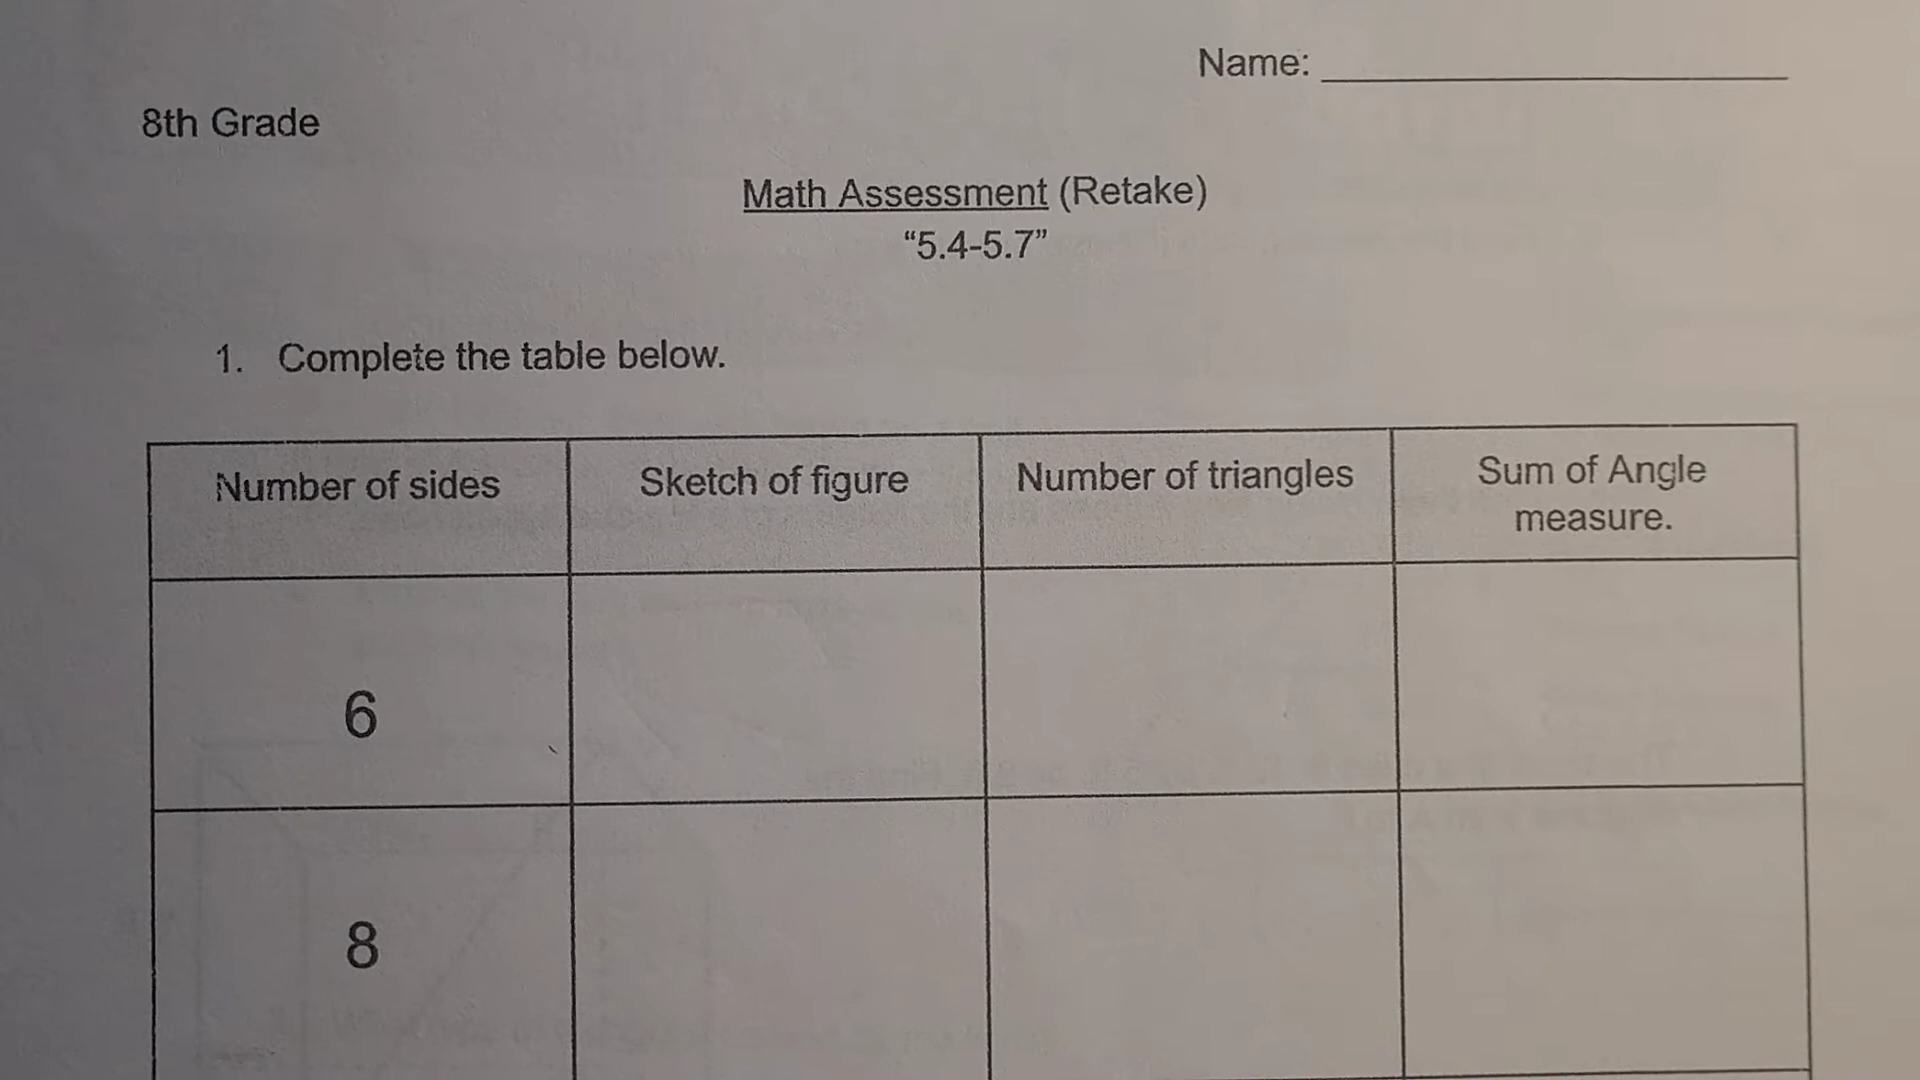 Name:
8th Grade
Math Assessment (Retake)
“5.4-5.7”
1. Complete the table below.
Number of sides
Sketch of figure
Number of triangles
Sum of Angle
measure.
6
8